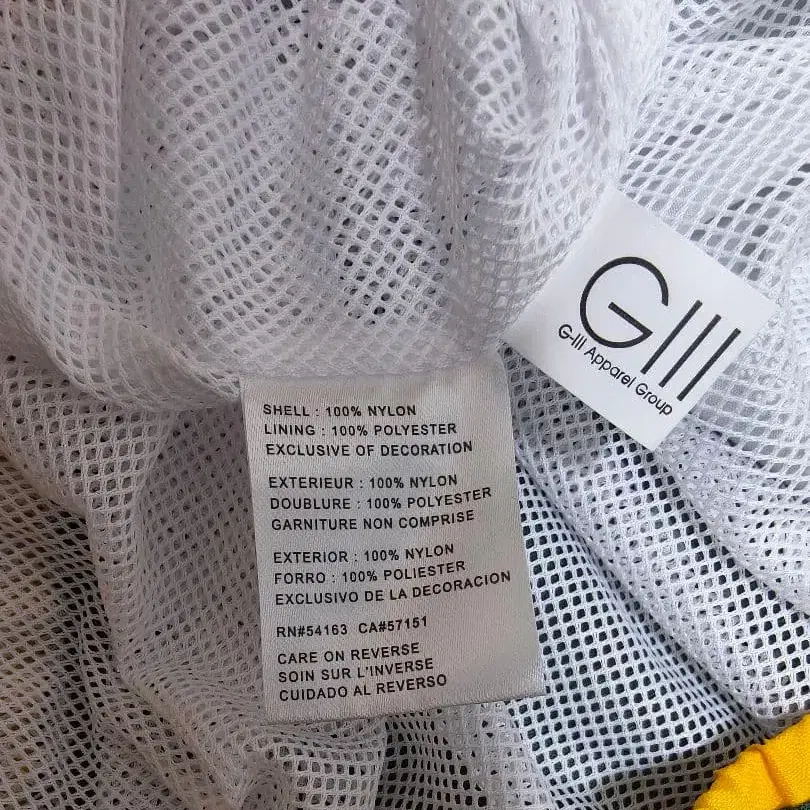 GIII
G-III Apparel Group
SHELL : 100% NYLON
LINING : 100% POLYESTER
EXCLUSIVE OF DECORATION
EXTERIEUR : 100% NYLON
DOUBLURE : 100% POLYESTER
GARNITURE NON COMPRISE
EXTERIOR : 100% NYLON
FORRO : 100% POLIESTER
EXCLUSIVO DE LA DECORACION
RN#54163 CA#57151
CARE ON REVERSE
SOIN SUR L'INVERSE
CUIDADO AL REVERSO